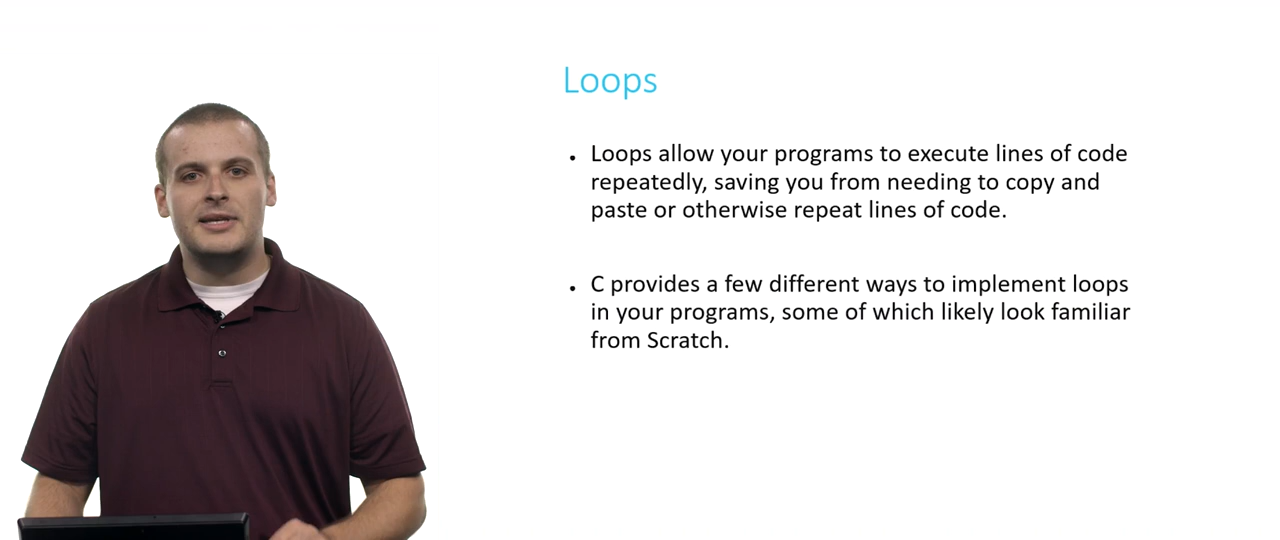 Loops
• Loops allow your programs to execute lines of code
repeatedly, saving you from needing to copy and
paste or otherwise repeat lines of code.
• C provides a few different ways to implement loops
in your programs, some of which likely look familiar
from Scratch.